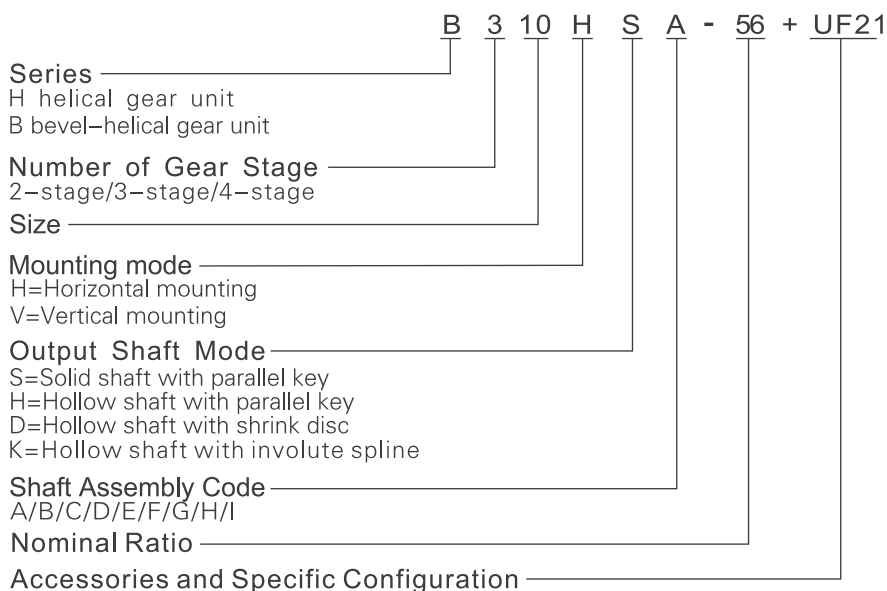 B 3 10 H S A - 56 + UF21
Series
H helical gear unit
B bevel-helical gear unit
Number of Gear Stage
2-stage/3-stage/4-stage
Size
Mounting mode
H=Horizontal mounting
V=Vertical mounting
Output Shaft Mode
S=Solid shaft with parallel key
H=Hollow shaft with parallel key
D=Hollow shaft with shrink disc
K=Hollow shaft with involute spline
Shaft Assembly Code
A/B/C/D/E/F/G/H/I
Nominal Ratio
Accessories and Specific Configuration